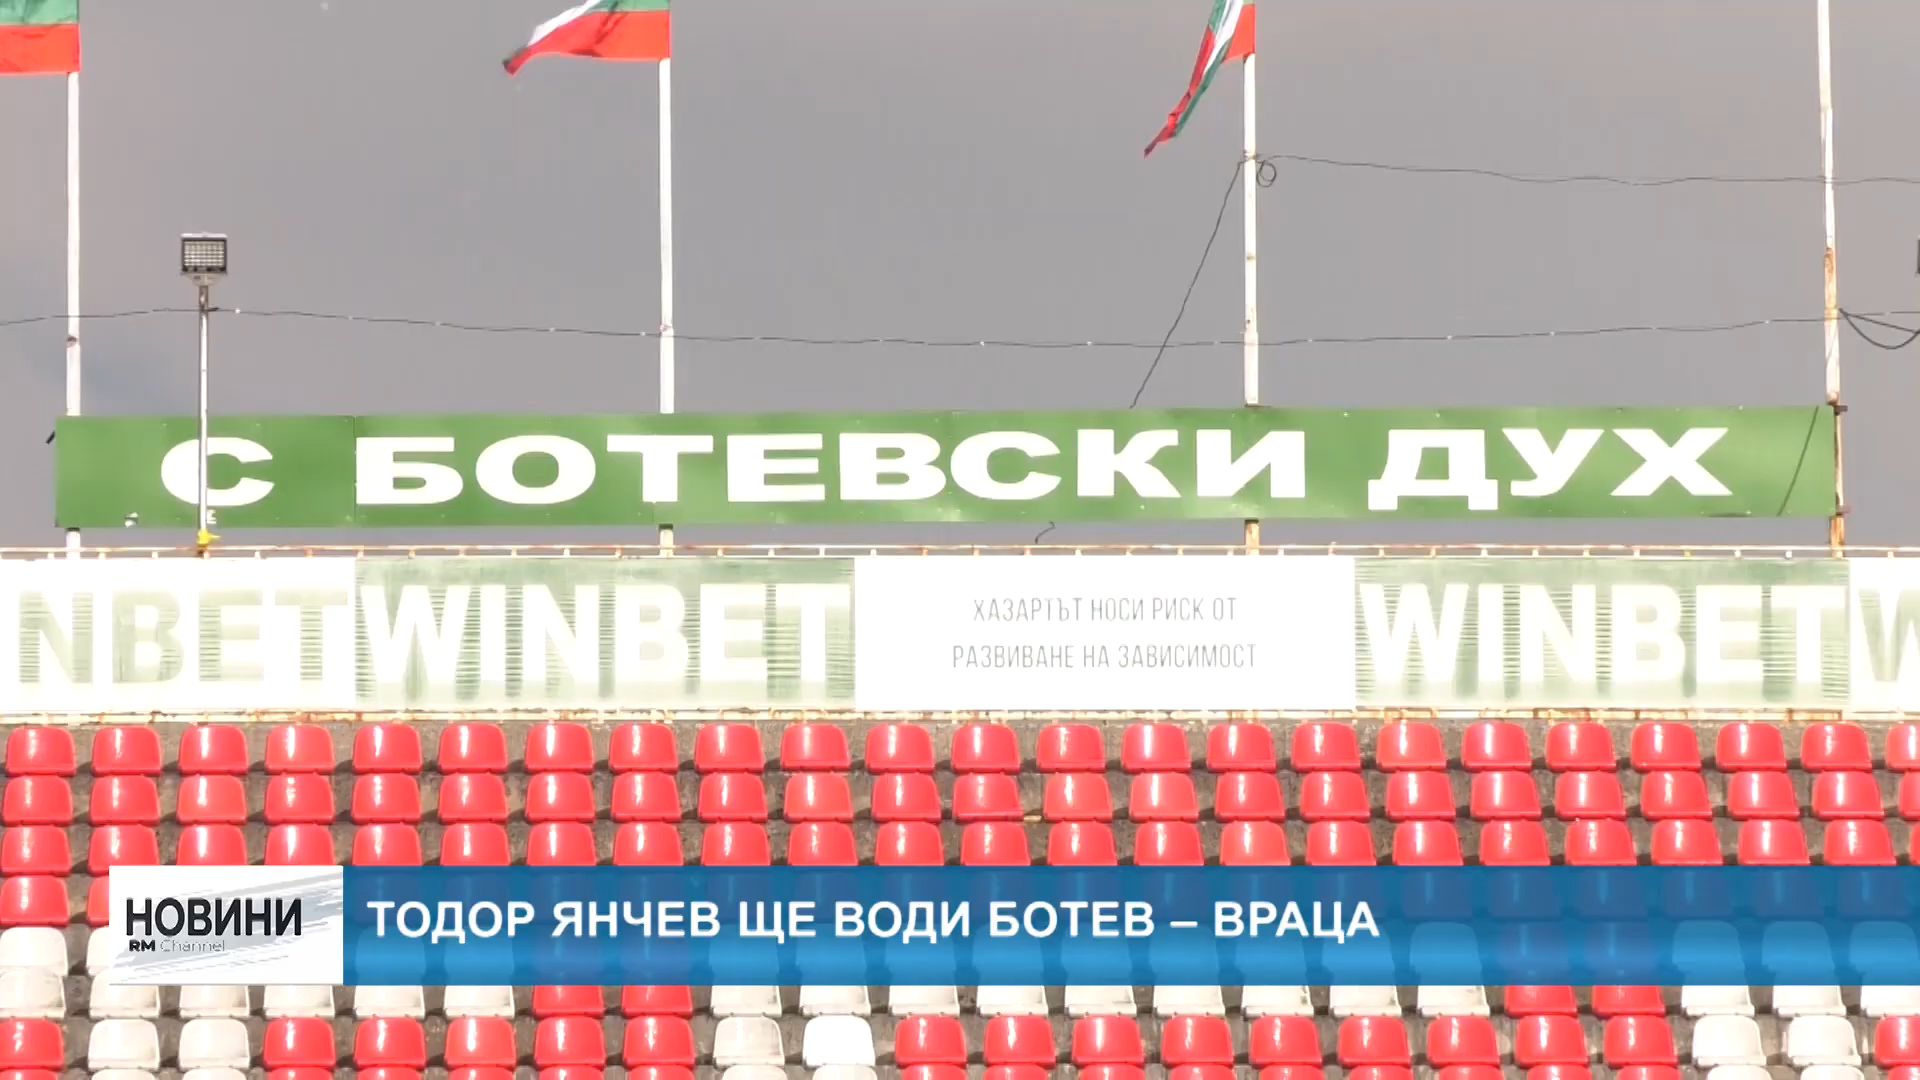 С БОТЕВСКИ ДУХ
NBET WINBET ХАЗАРТЪТ НОСИ РИСК ОТ WINBET W
РАЗВИВАНЕ НА ЗАВИСИМОСТ
НОВИНИ
RM Channel
ТОДОР ЯНЧЕВ ЩЕ ВОДИ БОТЕВ – ВРАЦА